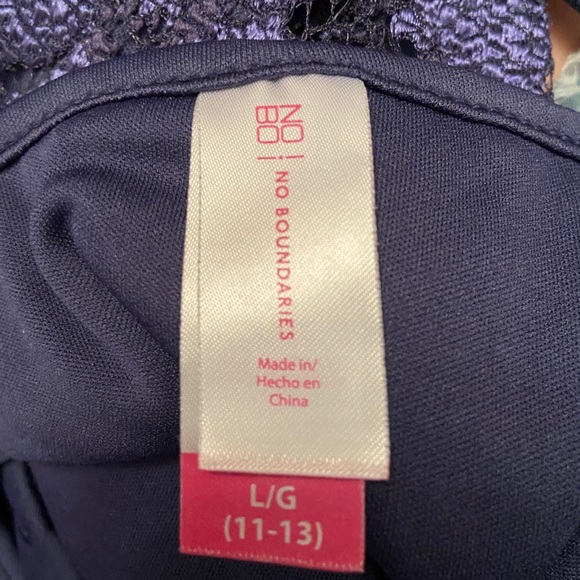 NO
BO
NO BOUNDARIES
Made in/
Hecho en
China
L/G
(11-13)